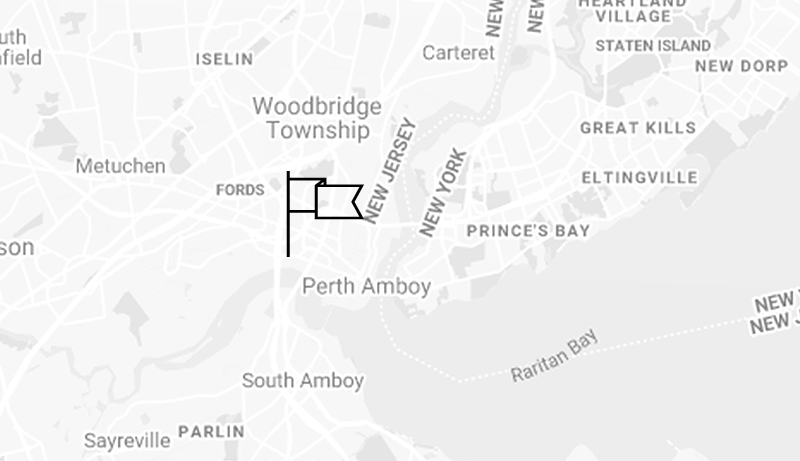 HEARTLAND
VILLAGE
NEW
NEW
uth
field
ISELIN
Carteret
STATEN ISLAND
NEW DORP
Woodbridge
Township
NEW JERSEY
NEW YORK
GREAT KILLS
Metuchen
FORDS
ELTINGVILLE
PRINCE'S BAY
son
Perth Amboy
NEW
NEW J
Raritan Bay
South Amboy
Sayreville
PARLIN